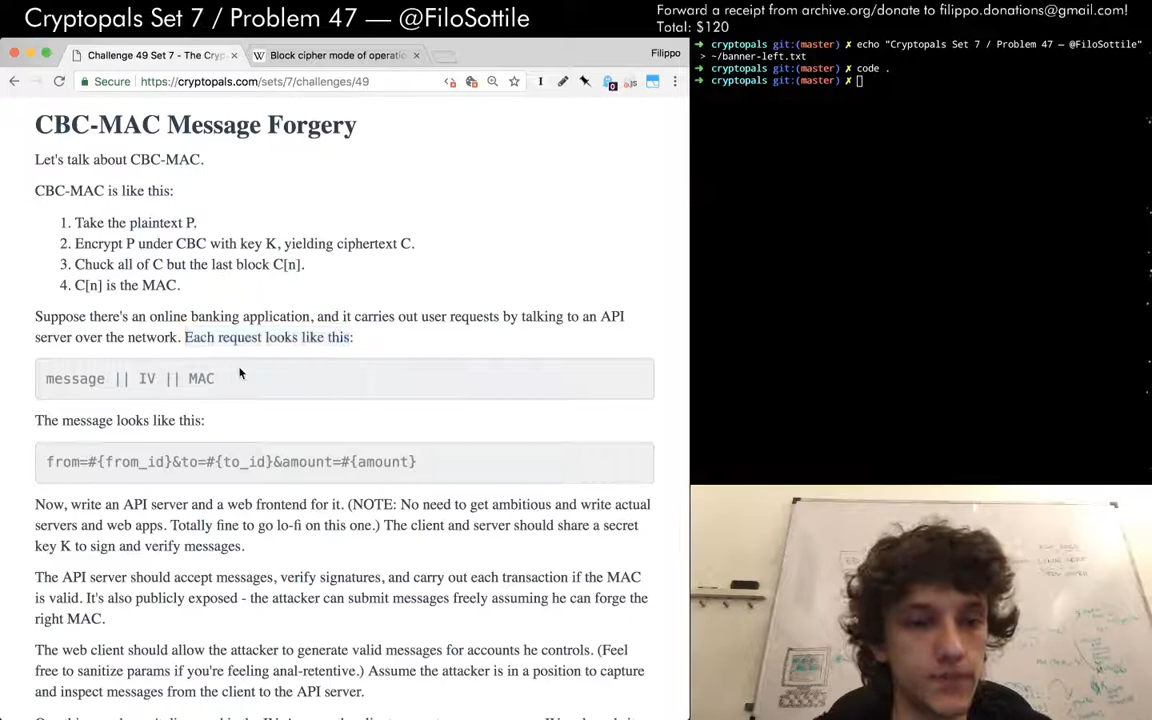 Cryptopals Set 7 / Problem 47 — @FiloSottile
Forward a receipt from archive.org/donate to filippo.donations@gmail.com!
Total: $120
Challenge 49 Set 7 - The Cryp ×
Block cipher mode of operatio ×
Filippo
Secure https://cryptopals.com/sets/7/challenges/49
CBC-MAC Message Forgery
Let's talk about CBC-MAC.
CBC-MAC is like this:
1. Take the plaintext P.
2. Encrypt P under CBC with key K, yielding ciphertext C.
3. Chuck all of C but the last block C[n].
4. C[n] is the MAC.
Suppose there's an online banking application, and it carries out user requests by talking to an API
server over the network. Each request looks like this:
message || IV || MAC
The message looks like this:
from=#{from_id}&to=#{to_id}&amount=#{amount}
Now, write an API server and a web frontend for it. (NOTE: No need to get ambitious and write actual
servers and web apps. Totally fine to go lo-fi on this one.) The client and server should share a secret
key K to sign and verify messages.
The API server should accept messages, verify signatures, and carry out each transaction if the MAC
is valid. It's also publicly exposed - the attacker can submit messages freely assuming he can forge the
right MAC.
The web client should allow the attacker to generate valid messages for accounts he controls. (Feel
free to sanitize params if you're feeling anal-retentive.) Assume the attacker is in a position to capture
and inspect messages from the client to the API server.
➜ cryptopals git:(master) ✗ echo "Cryptopals Set 7 / Problem 47 — @FiloSottile"
> ~/banner-left.txt
➜ cryptopals git:(master) ✗ code .
➜ cryptopals git:(master) ✗